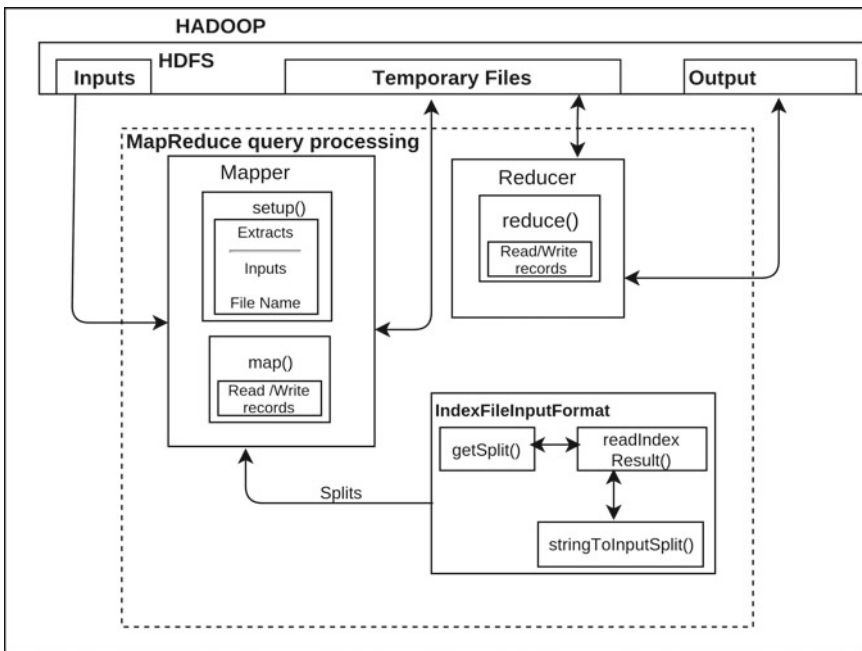 HADOOP
HDFS
Inputs
Temporary Files
Output
MapReduce query processing
Mapper
setup()
Extracts
Inputs
File Name
map()
Read /Write
records
Reducer
reduce()
Read/Write
records
IndexFileInputFormat
getSplit()
readIndex
Result()
stringToInputSplit()
Splits